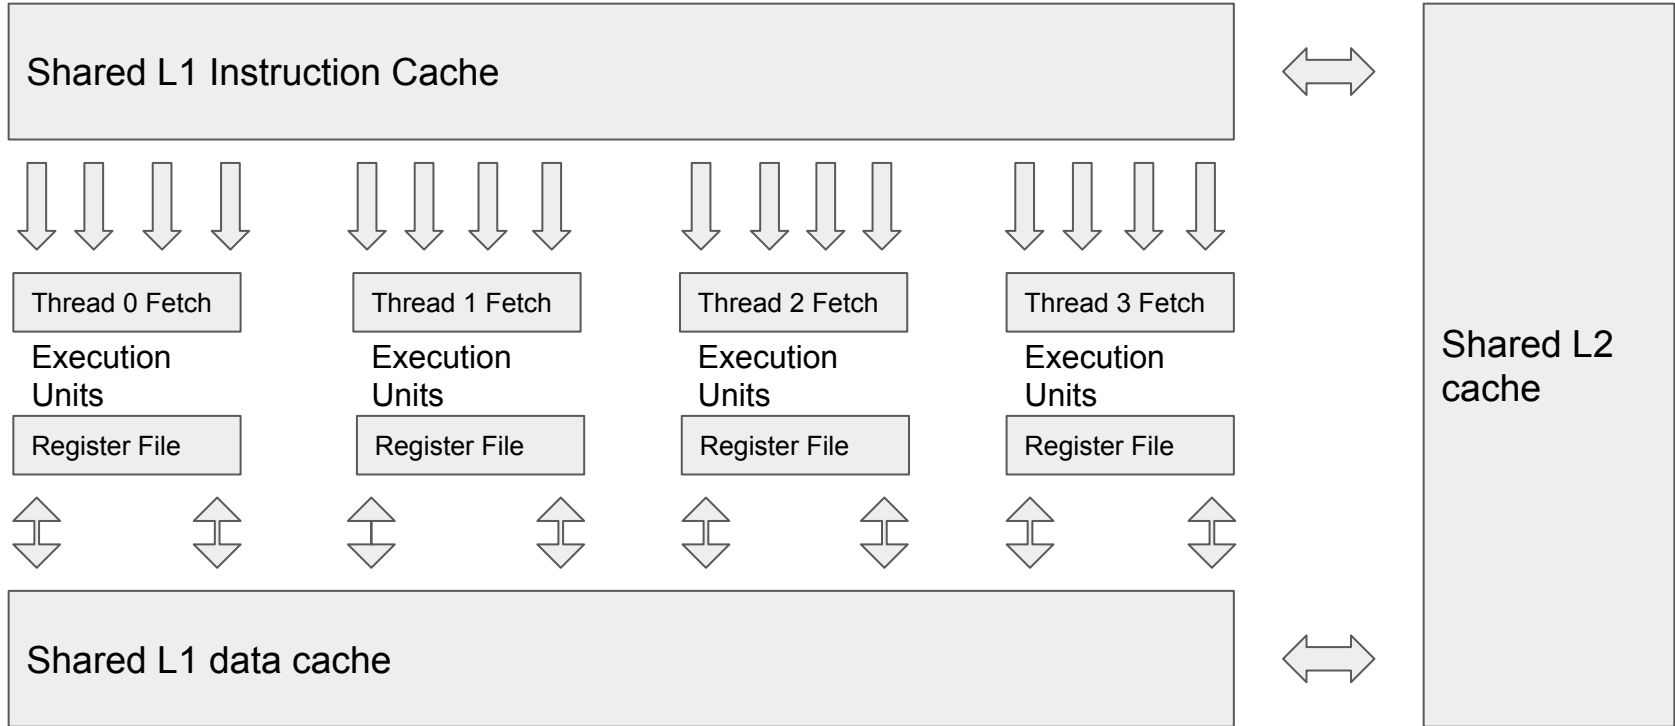 Shared L1 Instruction Cache
Thread 0 Fetch
Thread 1 Fetch
Thread 2 Fetch
Thread 3 Fetch
Execution
Units
Execution
Units
Execution
Units
Execution
Units
Register File
Register File
Register File
Register File
Shared L1 data cache
Shared L2
cache